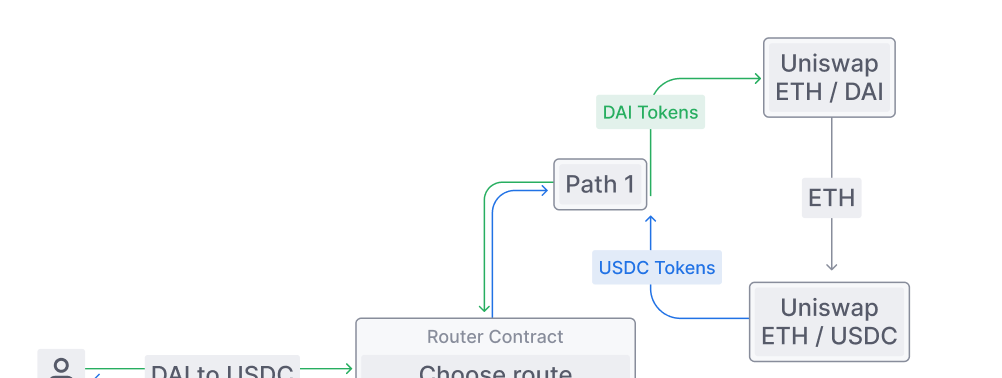 Uniswap
ETH / DAI
DAI Tokens
Path 1
ETH
USDC Tokens
Uniswap
ETH / USDC
Router Contract
DAI to USDC
Choose route